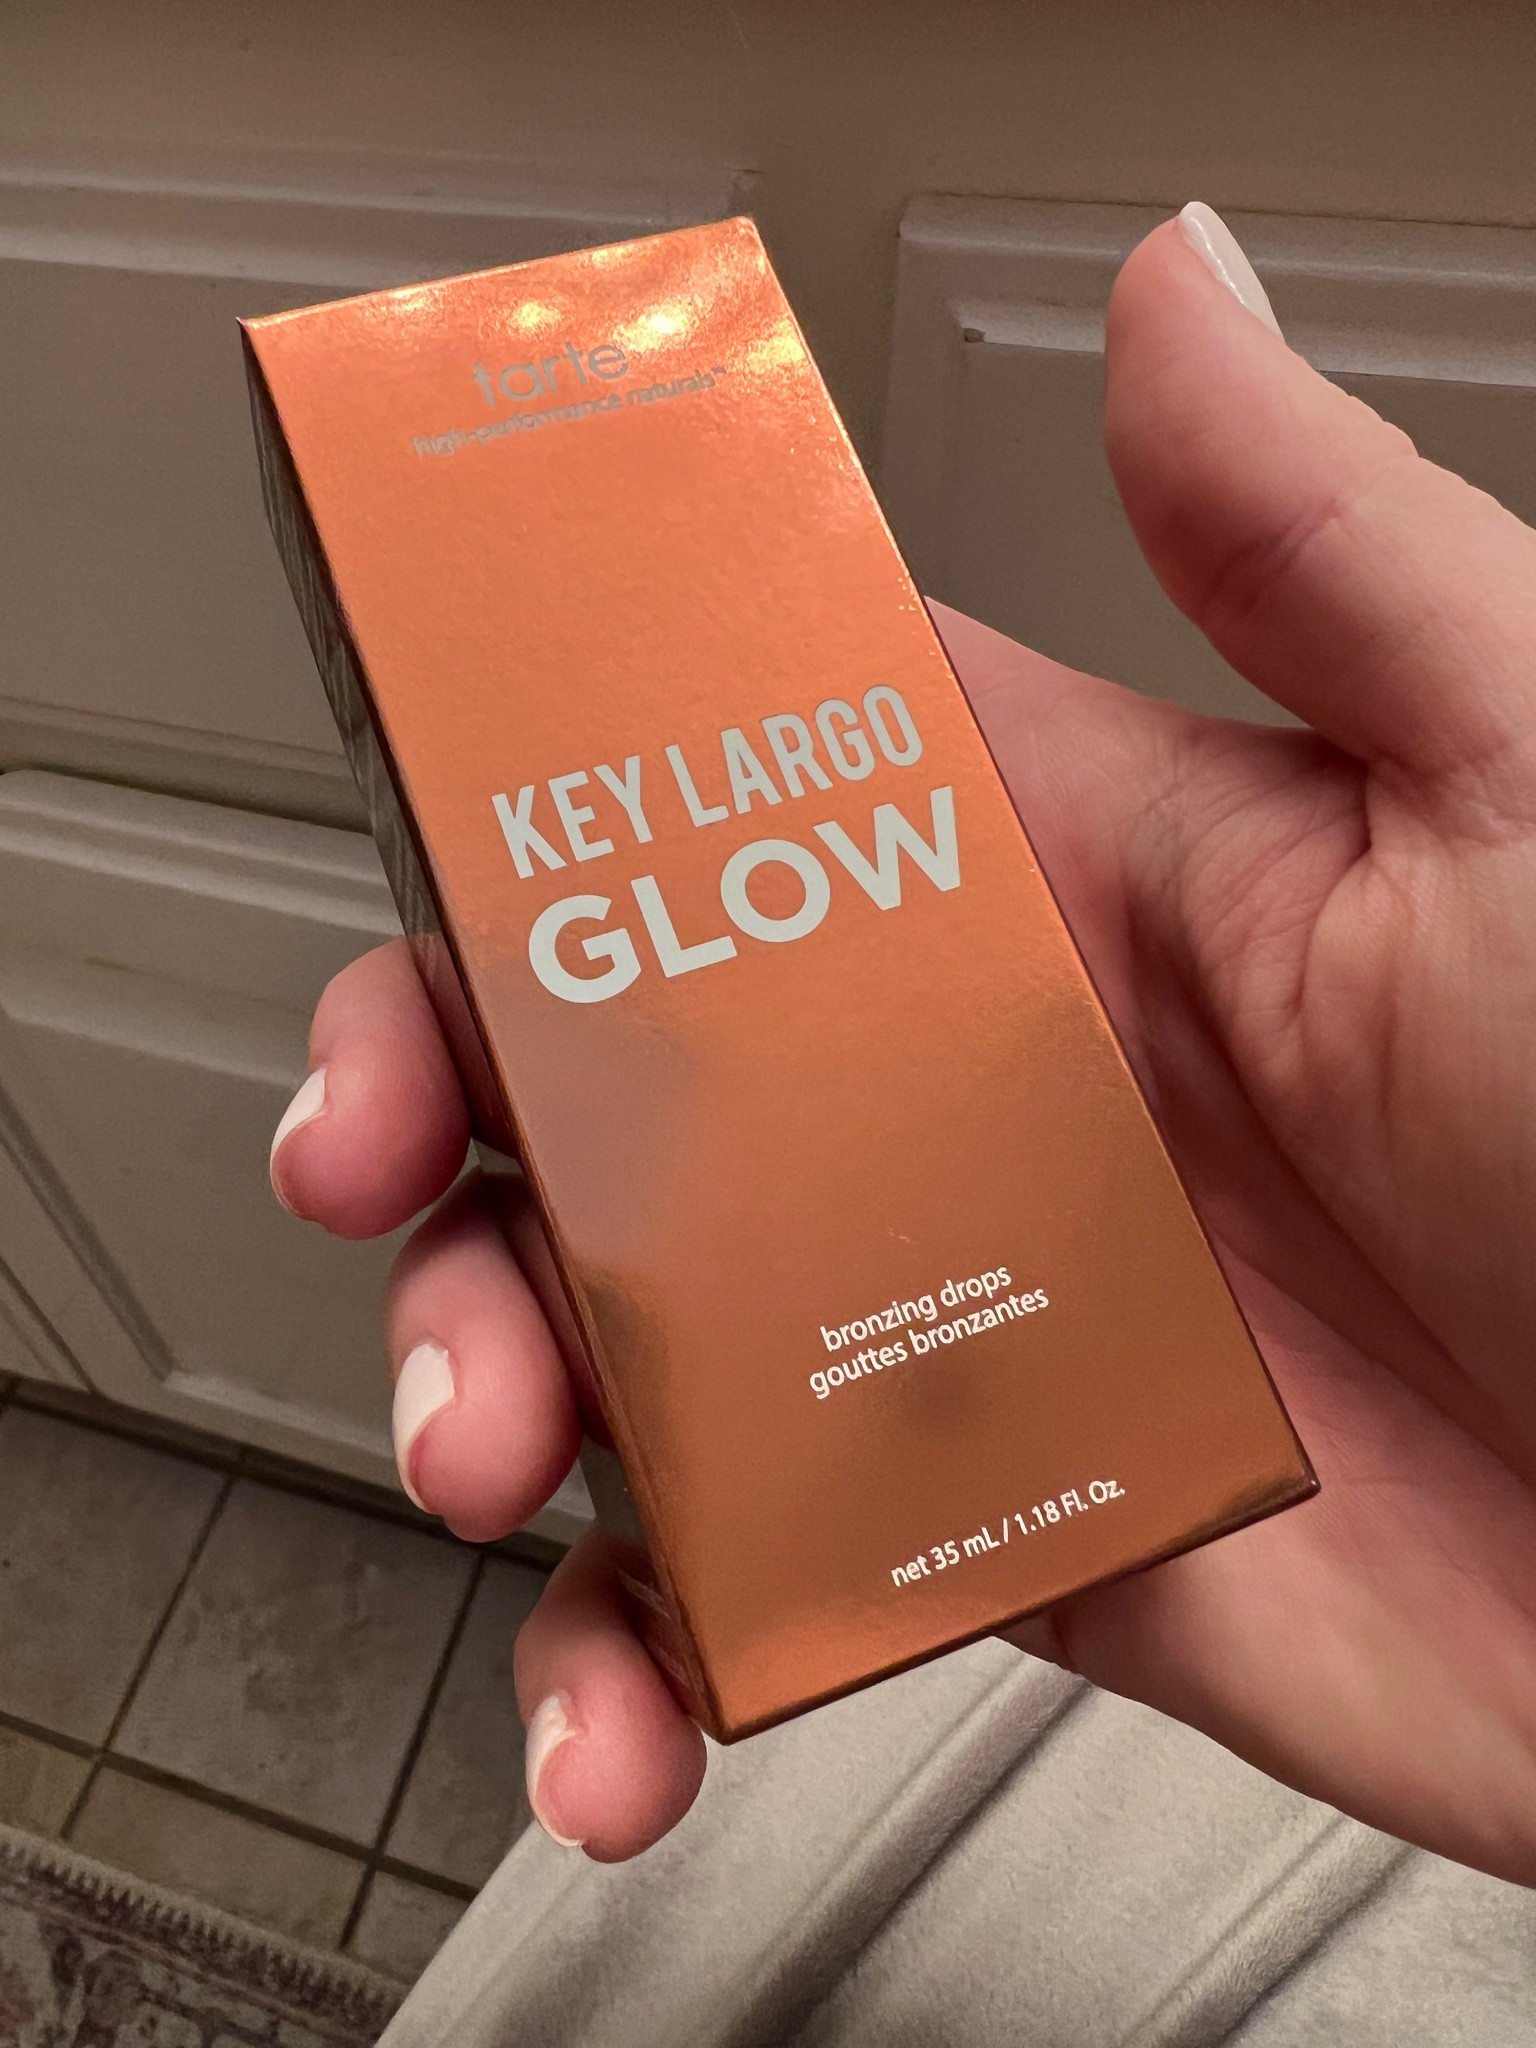 tarte
high-performance naturals™
KEY LARGO
GLOW
bronzing drops
gouttes bronzantes
net 35 mL / 1.18 Fl. Oz.